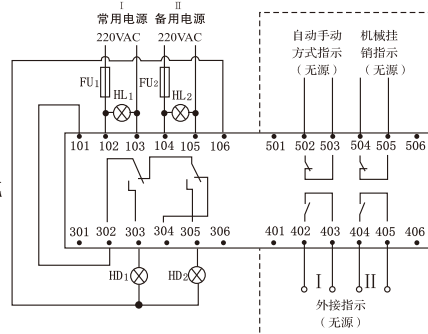 I II
常用电源 备用电源
220VAC 220VAC
自动手动 机械挂
方式指示 销指示
(无源) (无源)
FU1 FU2
HL1 HL2
101 102 103 104 105 106 501 502 503 504 505 506
301 302 303 304 305 306 401 402 403 404 405 406
HD1 HD2
I II
外接指示
(无源)